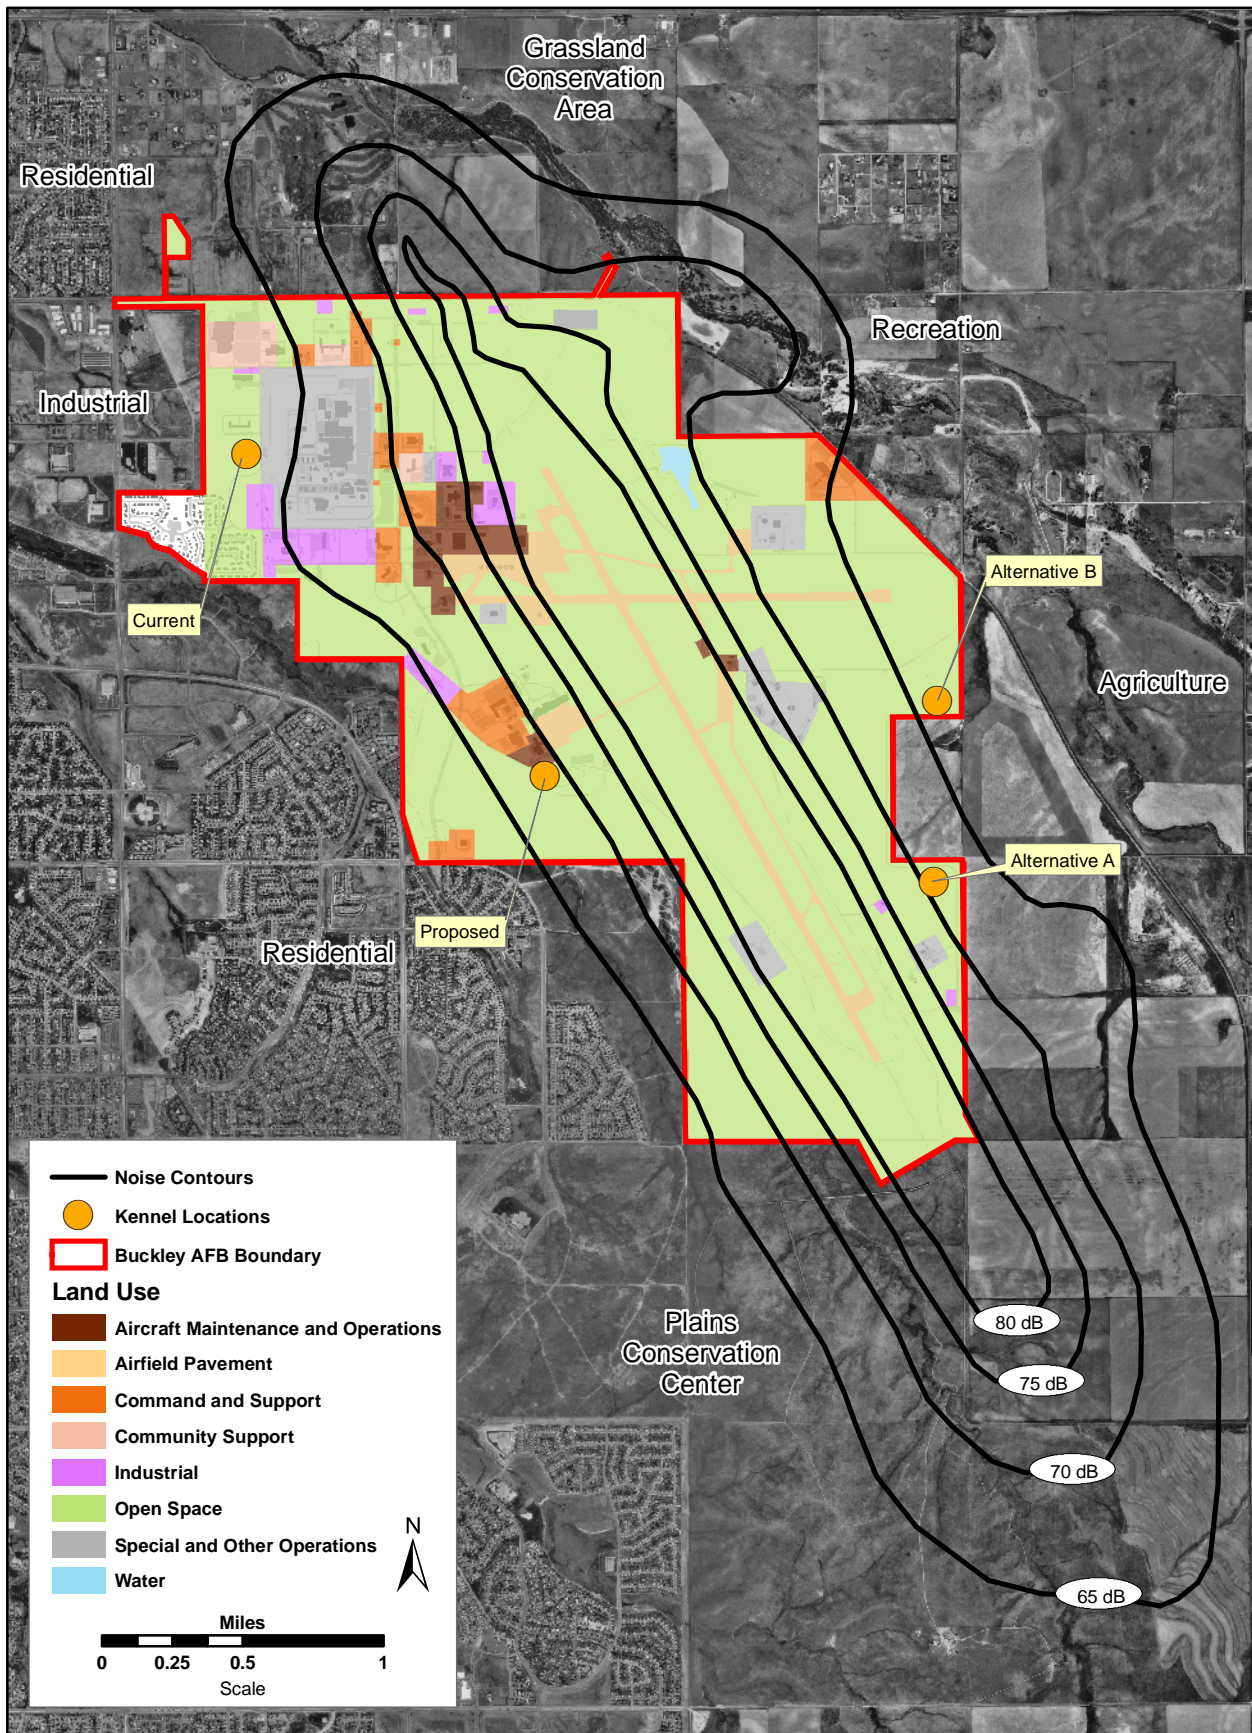 Grassland
Conservation
Area
Residential
Recreation
Industrial
Alternative B
Current
Agriculture
Alternative A
Proposed
Residential
Noise Contours
Kennel Locations
Buckley AFB Boundary
Land Use
Aircraft Maintenance and Operations
Airfield Pavement
Command and Support
Community Support
Industrial
Open Space
Special and Other Operations
Water
N
Miles
0 0.25 0.5 1
Scale
Plains
Conservation
Center
80 dB
75 dB
70 dB
65 dB